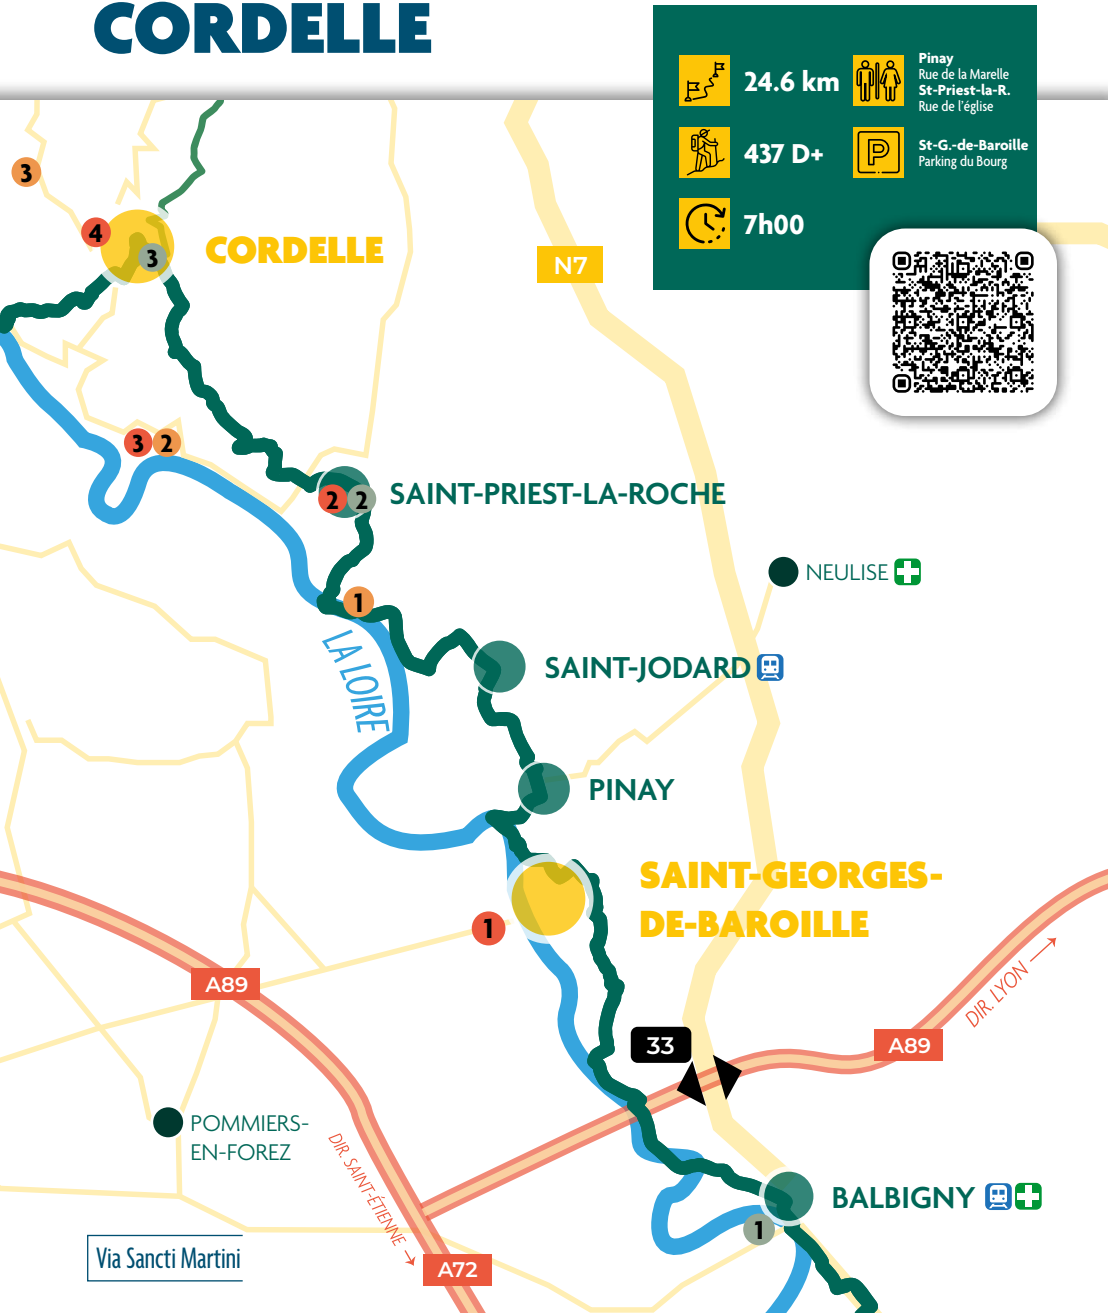 CORDELLE
24.6 km
437 D+
7h00
Pinay
Rue de la Marelle
St-Priest-la-R.
Rue de l'église
P
St-G.-de-Baroille
Parking du Bourg
3
4
3
CORDELLE
N7
3 2
2 2
SAINT-PRIEST-LA-ROCHE
NEULISE
1
LA LOIRE
SAINT-JODARD
PINAY
SAINT-GEORGES-
DE-BAROILLE
1
A89
DIR. LYON →
33
A89
POMMIERS-
EN-FOREZ
DIR. SAINT-ÉTIENNE →
BALBIGNY
1
Via Sancti Martini
A72